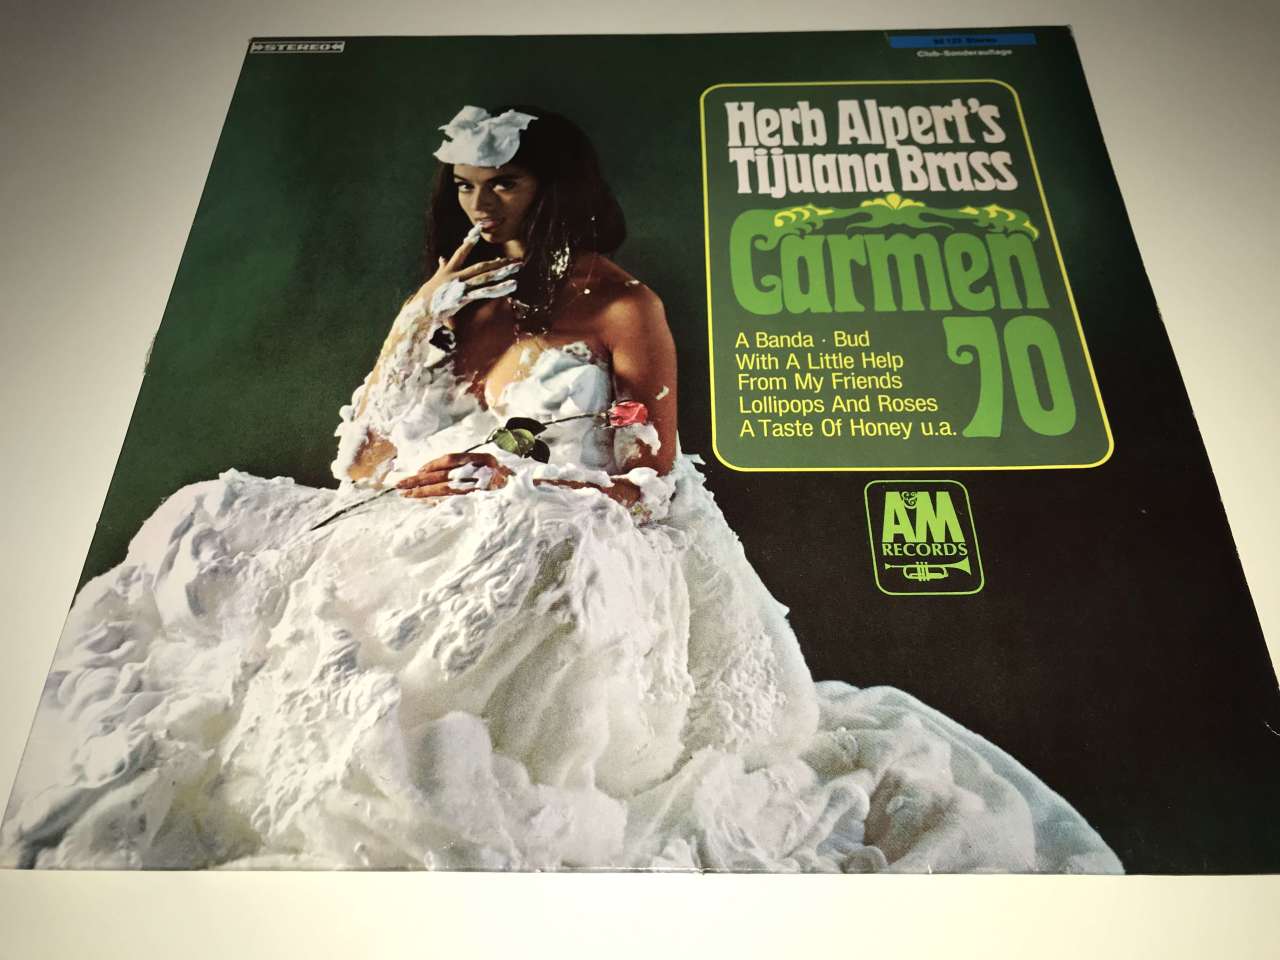 STEREO
Stereo
Club-Sonderauflage
Herb Alpert's
Tijuana Brass
Carmen
70
A Banda · Bud
With A Little Help
From My Friends
Lollipops And Roses
A Taste Of Honey u.a.
A&M
RECORDS